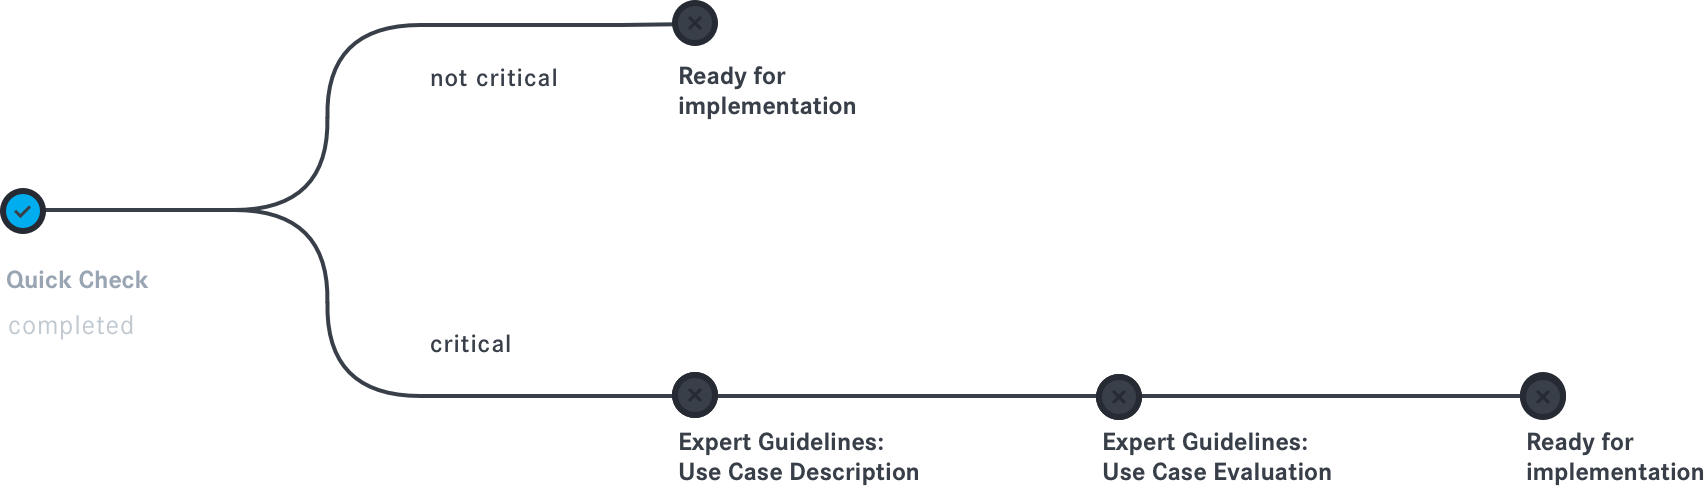 not critical
Ready for
implementation
Quick Check
completed
critical
Expert Guidelines:
Use Case Description
Expert Guidelines:
Use Case Evaluation
Ready for
implementation